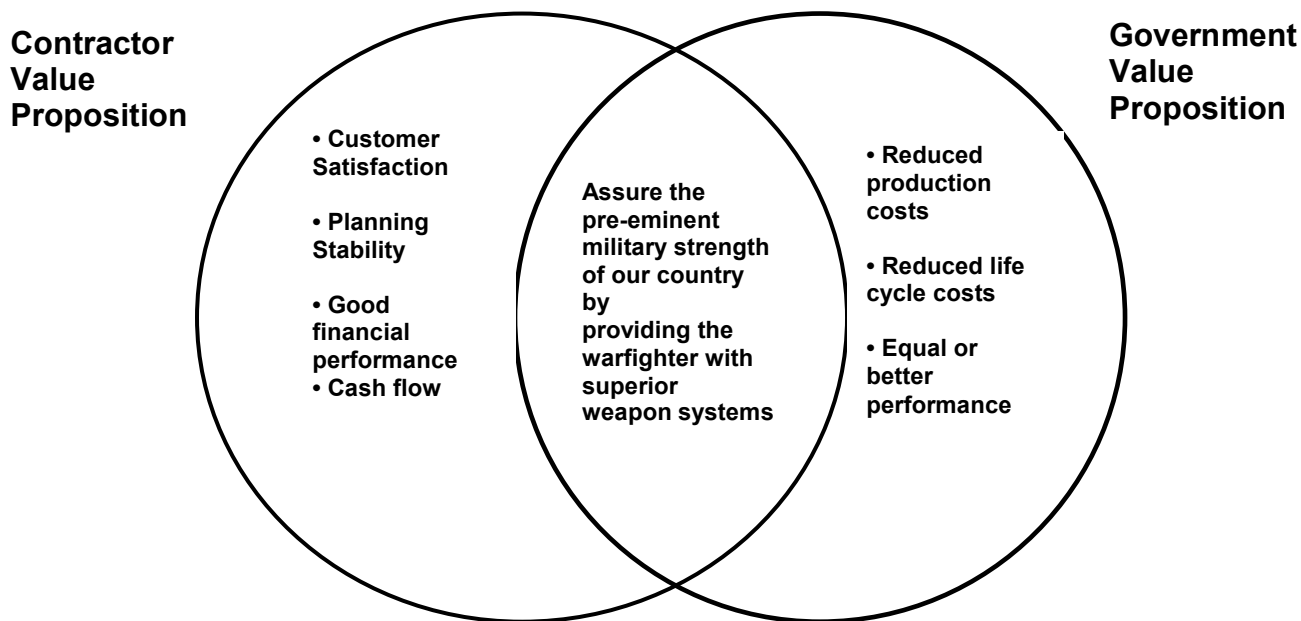 Contractor
Value
Proposition
Government
Value
Proposition
• Customer
Satisfaction
• Planning
Stability
• Good
financial
performance
• Cash flow
Assure the
pre-eminent
military strength
of our country
by
providing the
warfighter with
superior
weapon systems
• Reduced
production
costs
• Reduced life
cycle costs
• Equal or
better
performance